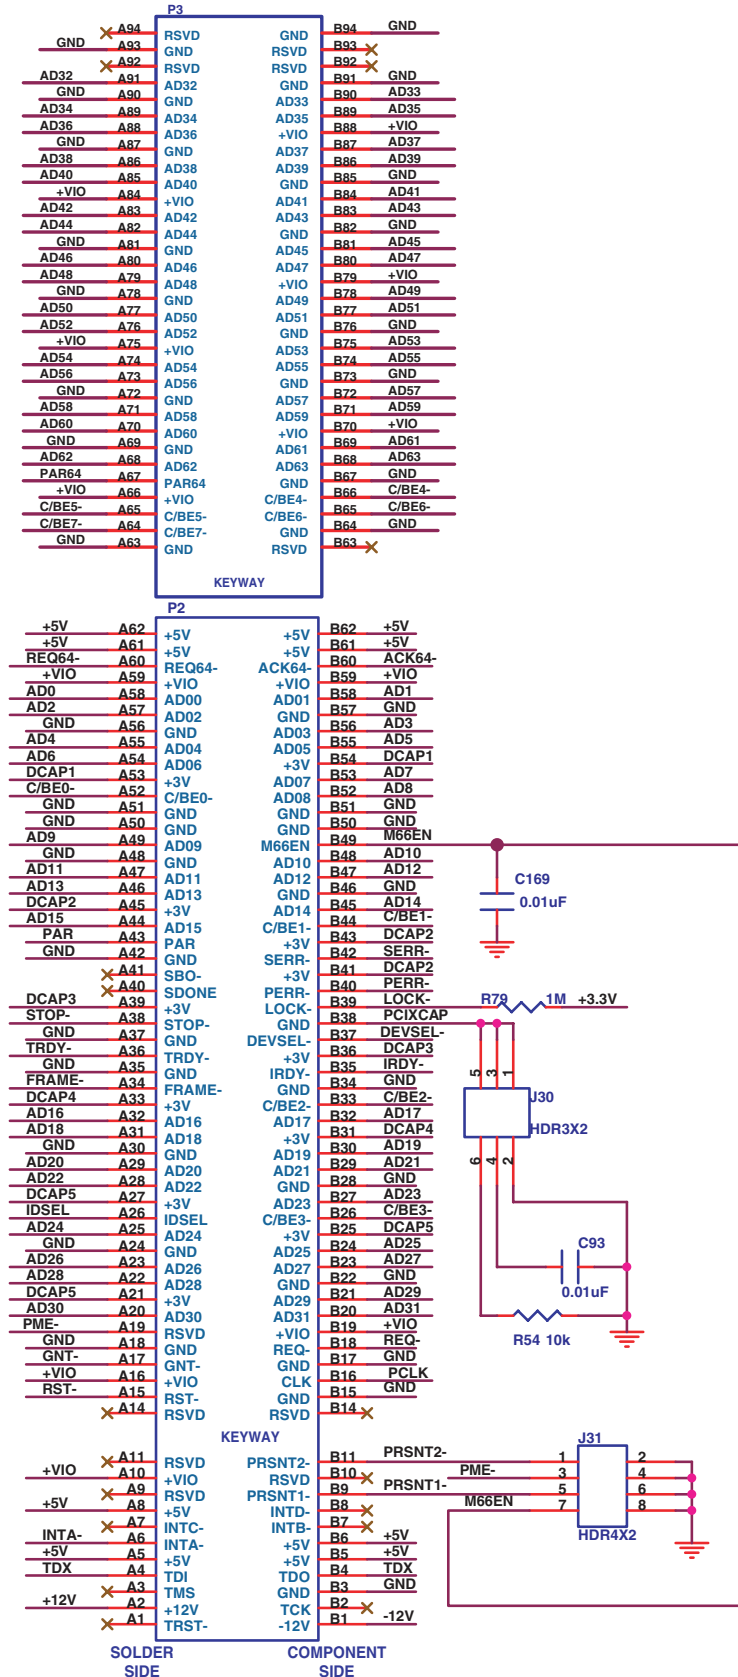 P3
A94 RSVD GND B94 GND
GND A93 GND RSVD B93
A92 RSVD RSVD B92
AD32 A91 AD32 GND B91 GND
GND A90 GND AD33 B90 AD33
AD34 A89 AD34 AD35 B89 AD35
AD36 A88 AD36 +VIO B88 +VIO
GND A87 GND AD37 B87 AD37
AD38 A86 AD38 AD39 B86 AD39
AD40 A85 AD40 GND B85 GND
+VIO A84 +VIO AD41 B84 AD41
AD42 A83 AD42 AD43 B83 AD43
AD44 A82 AD44 GND B82 GND
GND A81 GND AD45 B81 AD45
AD46 A80 AD46 AD47 B80 AD47
AD48 A79 AD48 +VIO B79 +VIO
GND A78 GND AD49 B78 AD49
AD50 A77 AD50 AD51 B77 AD51
AD52 A76 AD52 GND B76 GND
+VIO A75 +VIO AD53 B75 AD53
AD54 A74 AD54 AD55 B74 AD55
AD56 A73 AD56 GND B73 GND
GND A72 GND AD57 B72 AD57
AD58 A71 AD58 AD59 B71 AD59
AD60 A70 AD60 +VIO B70 +VIO
GND A69 GND AD61 B69 AD61
AD62 A68 AD62 AD63 B68 AD63
PAR64 A67 PAR64 GND B67 GND
+VIO A66 +VIO C/BE4- B66 C/BE4-
C/BE5- A65 C/BE5- C/BE6- B65 C/BE6-
C/BE7- A64 C/BE7- GND B64 GND
GND A63 GND RSVD B63
KEYWAY
P2
+5V A62 +5V +5V B62 +5V
+5V A61 +5V +5V B61 +5V
REQ64- A60 REQ64- ACK64- B60 ACK64-
+VIO A59 +VIO +VIO B59 +VIO
AD0 A58 AD00 AD01 B58 AD1
AD2 A57 AD02 GND B57 GND
GND A56 GND AD03 B56 AD3
AD4 A55 AD04 AD05 B55 AD5
AD6 A54 AD06 +3V B54 DCAP1
DCAP1 A53 +3V AD07 B53 AD7
C/BE0- A52 C/BE0- AD08 B52 AD8
GND A51 GND GND B51 GND
GND A50 GND GND B50 GND
AD9 A49 AD09 M66EN B49 M66EN
GND A48 GND AD10 B48 AD10
AD11 A47 AD11 AD12 B47 AD12
C169
AD13 A46 AD13 GND B46 GND
0.01uF
DCAP2 A45 +3V AD14 B45 AD14
AD15 A44 AD15 C/BE1- B44 C/BE1-
PAR A43 PAR +3V B43 DCAP2
GND A42 GND SERR- B42 SERR-
A41 SBO- +3V B41 DCAP2
A40 SDONE PERR- B40 PERR-
DCAP3 A39 +3V LOCK- B39 LOCK- R79 1M +3.3V
STOP- A38 STOP- GND B38 PCIXCAP
GND A37 GND DEVSEL- B37 DEVSEL-
TRDY- A36 TRDY- +3V B36 DCAP3
GND A35 GND IRDY- B35 IRDY- 5 3 1
FRAME- A34 FRAME- GND B34 GND
DCAP4 A33 +3V C/BE2- B33 C/BE2- J30
AD16 A32 AD16 AD17 B32 AD17
AD18 A31 AD18 +3V B31 DCAP4 HDR3X2
GND A30 GND AD19 B30 AD19
AD20 A29 AD20 AD21 B29 AD21 6 4 2
AD22 A28 AD22 GND B28 GND
DCAP5 A27 +3V AD23 B27 AD23
IDSEL A26 IDSEL C/BE3- B26 C/BE3-
AD24 A25 AD24 +3V B25 DCAP5
GND A24 GND AD25 B24 AD25 C93
AD26 A23 AD26 AD27 B23 AD27
AD28 A22 AD28 GND B22 GND
DCAP5 A21 +3V AD29 B21 AD29 0.01uF
AD30 A20 AD30 AD31 B20 AD31
PME- A19 RSVD +VIO B19 +VIO
GND A18 GND REQ- B18 REQ- R54 10k
GNT- A17 GNT- GND B17 GND
+VIO A16 +VIO CLK B16 PCLK
RST- A15 RST- GND B15 GND
A14 RSVD RSVD B14
KEYWAY
J31
A11 RSVD PRSNT2- B11 PRSNT2- 1 2
+VIO A10 +VIO RSVD B10 PME- 3 4
A9 RSVD PRSNT1- B9 PRSNT1- 5 6
+5V A8 +5V INTD- B8 M66EN 7 8
A7 INTC- INTB- B7
HDR4X2
INTA- A6 INTA- +5V B6 +5V
+5V A5 +5V +5V B5 +5V
TDX A4 TDI TDO B4 TDX
A3 TMS GND B3 GND
+12V A2 +12V TCK B2
A1 TRST- -12V B1 -12V
SOLDER SIDE
COMPONENT SIDE